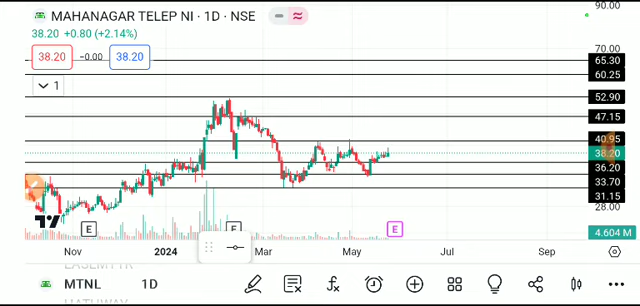 MAHANAGAR TELEP NI · 1D · NSE
38.20 +0.80 (+2.14%)
38.20 −0.00 38.20
1
90.00
70.00
65.30
60.25
52.90
47.15
40.95
38.20
36.20
33.70
31.15
28.00
4.604 M
E E E
Nov 2024 Mar May Jul Sep
MTNL 1D
HATHWAY